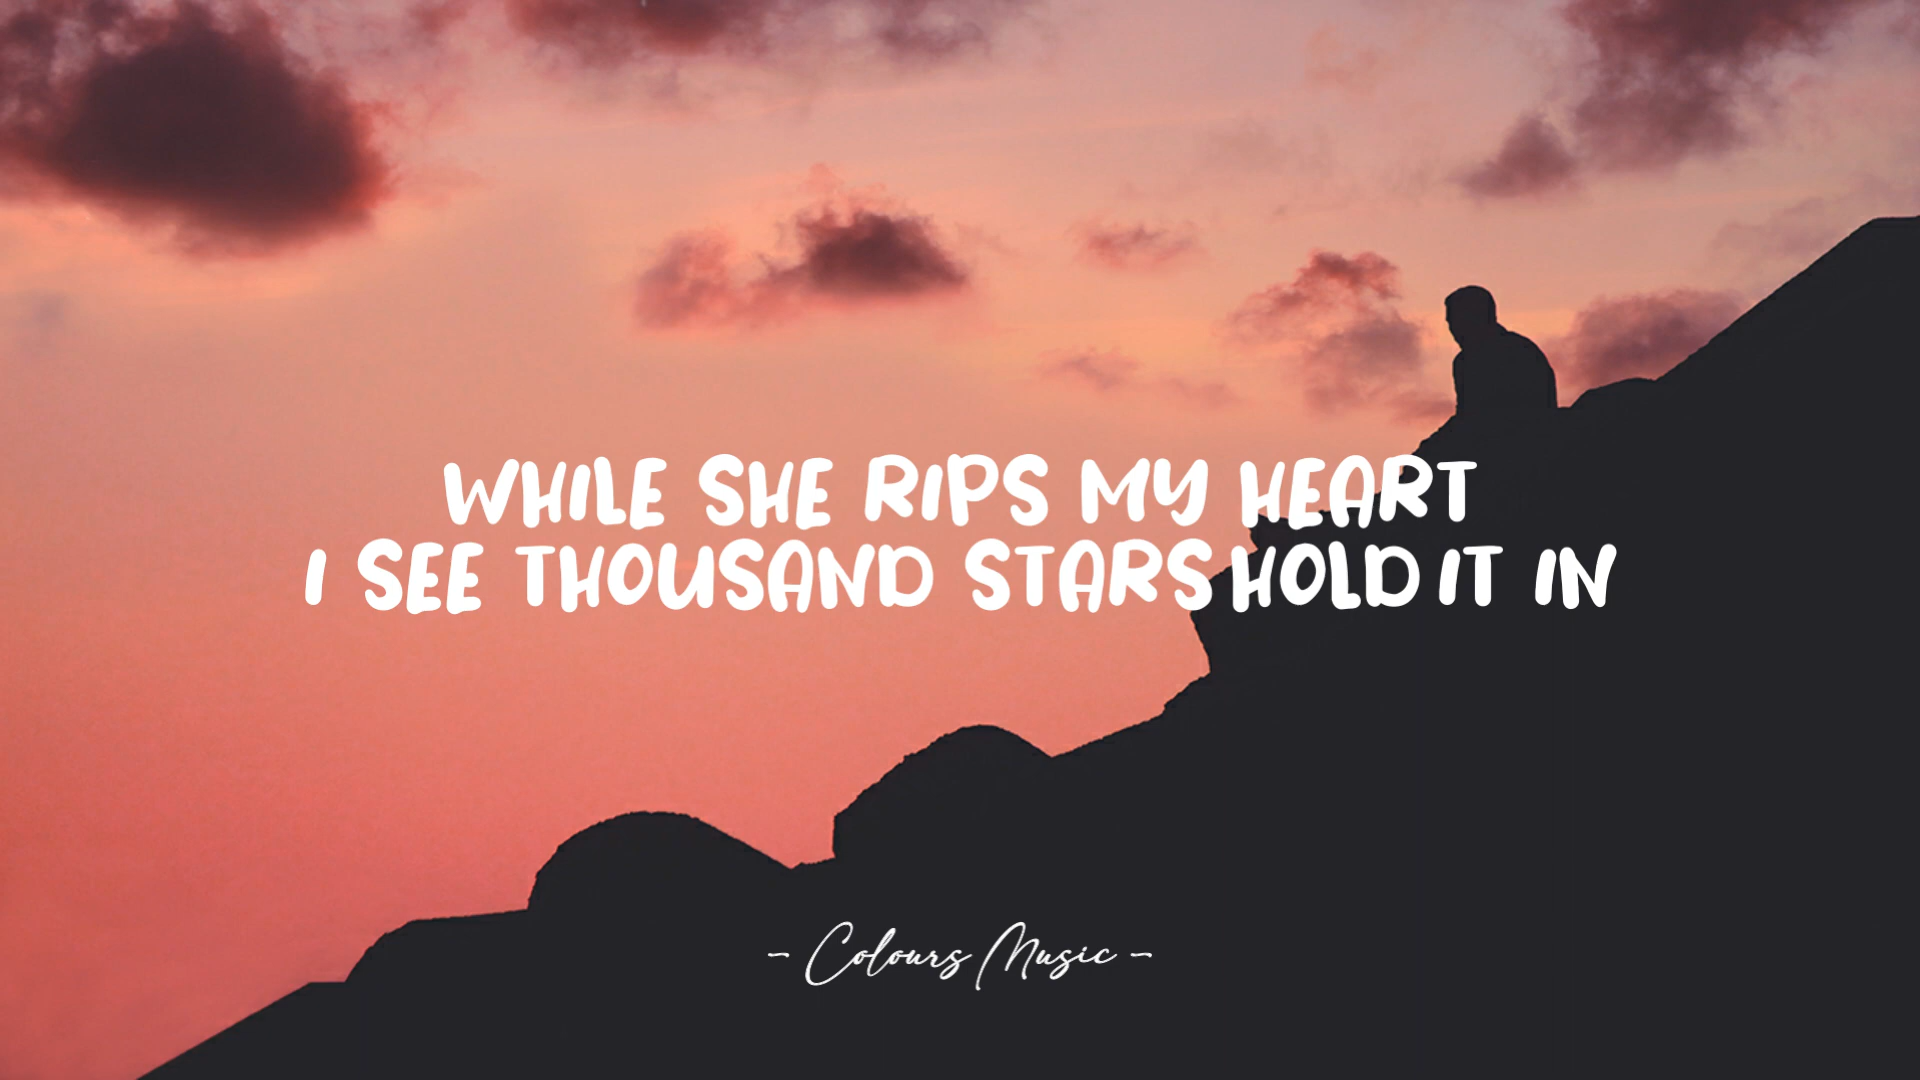 WHILE SHE RIPS MY HEART
I SEE THOUSAND STARS HOLD IT IN
- Colours Music -